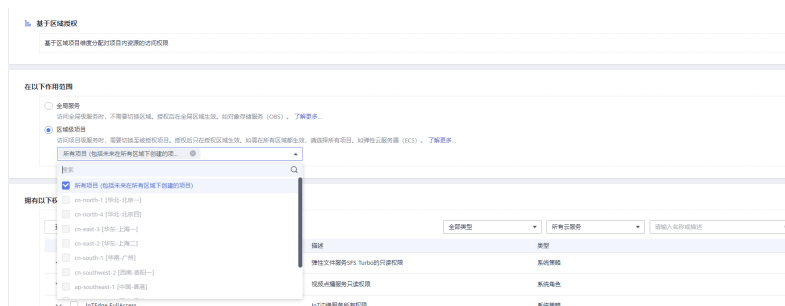 基于区域授权
基于区域项目维度分配对项目内资源的访问权限
在以下作用范围
全局服务
访问全局级服务时，不需要切换区域。授权后在全局区域生效。如对象存储服务（OBS）。 了解更多...
区域级项目
访问项目级服务时，需要切换至被授权项目。授权后只在授权区域生效。如需在所有区域都生效，请选择所有项目。如弹性云服务器（ECS）。 了解更多...
所有项目 (包括未来在所有区域下创建的项...
搜索
所有项目 (包括未来在所有区域下创建的项目)
cn-north-1 [华北-北京一]
cn-north-4 [华北-北京四]
cn-east-3 [华东-上海一]
cn-east-2 [华东-上海二]
cn-south-1 [华南-广州]
cn-southwest-2 [西南-贵阳一]
ap-southeast-1 [中国-香港]
拥有以下权
全部类型 所有云服务 请输入名称或描述
描述 类型
弹性文件服务SFS Turbo的只读权限 系统策略
视频点播服务只读权限 系统角色
IoTEdge FullAccess